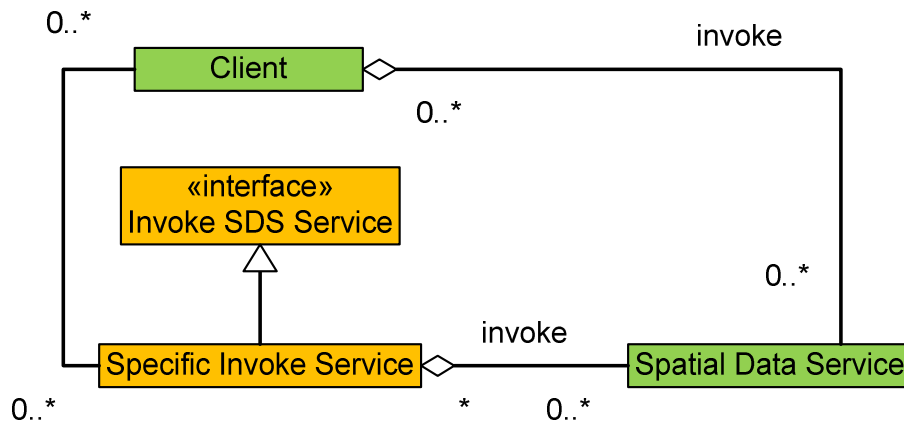 0..*
invoke
Client
0..*
«interface»
Invoke SDS Service
0..*
invoke
Specific Invoke Service
Spatial Data Service
0..*
*
0..*